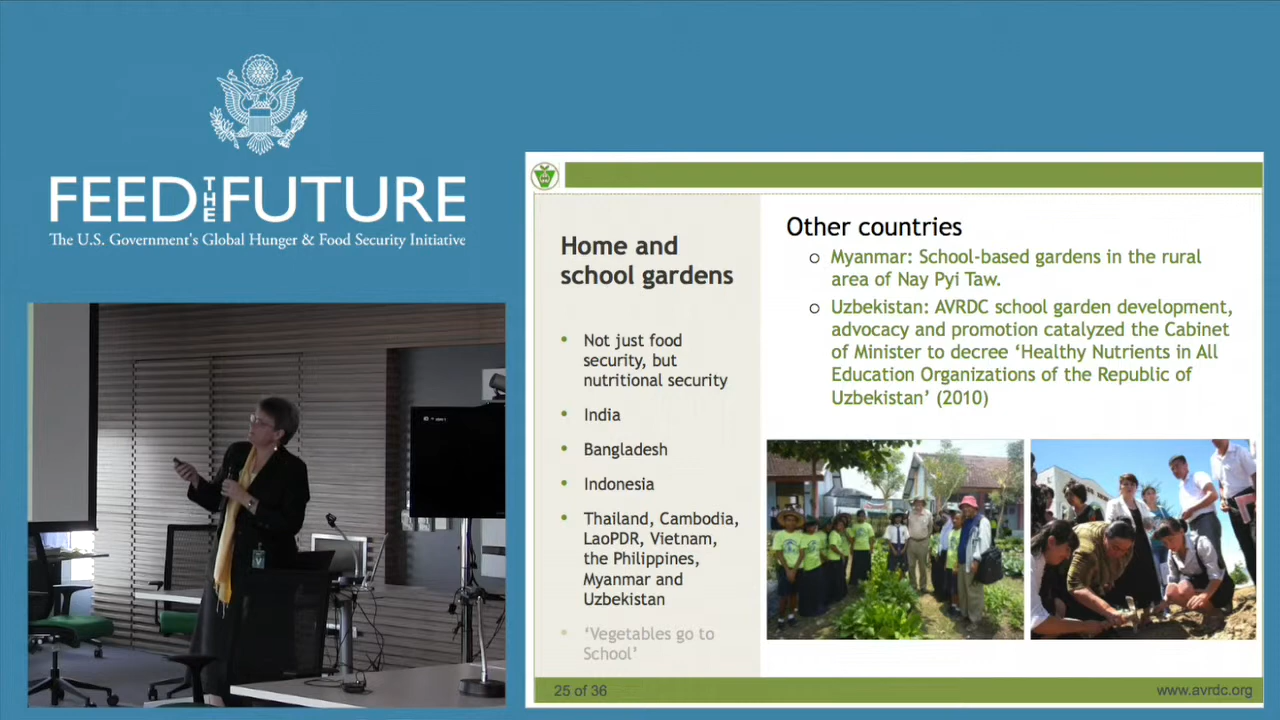 FEED THE FUTURE
The U.S. Government's Global Hunger & Food Security Initiative
Home and
school gardens
• Not just food
security, but
nutritional security
• India
• Bangladesh
• Indonesia
• Thailand, Cambodia,
LaoPDR, Vietnam,
the Philippines,
Myanmar and
Uzbekistan
• ‘Vegetables go to
School’
Other countries
o Myanmar: School-based gardens in the rural
area of Nay Pyi Taw.
o Uzbekistan: AVRDC school garden development,
advocacy and promotion catalyzed the Cabinet
of Minister to decree ‘Healthy Nutrients in All
Education Organizations of the Republic of
Uzbekistan’ (2010)
25 of 36
www.avrdc.org